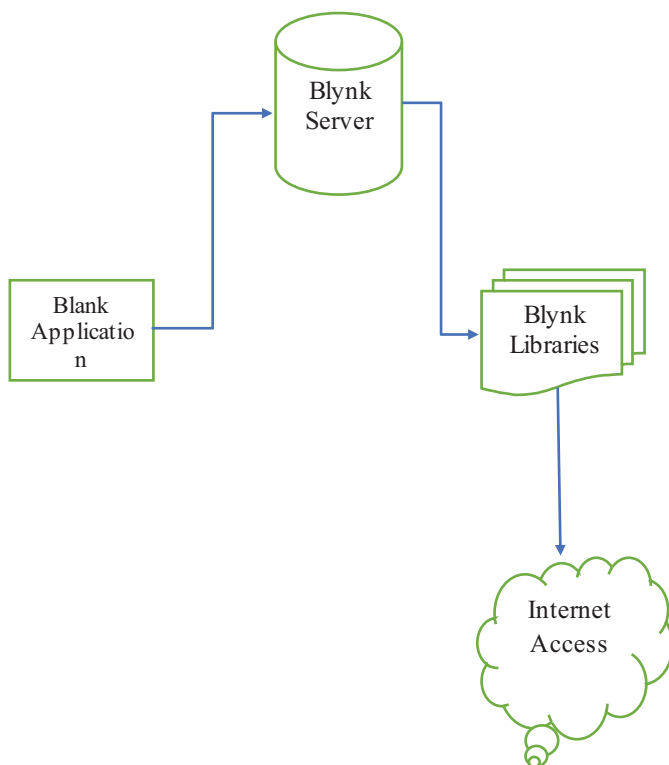 Blynk
Server
Blank
Applicatio
n
Blynk
Libraries
Internet
Access